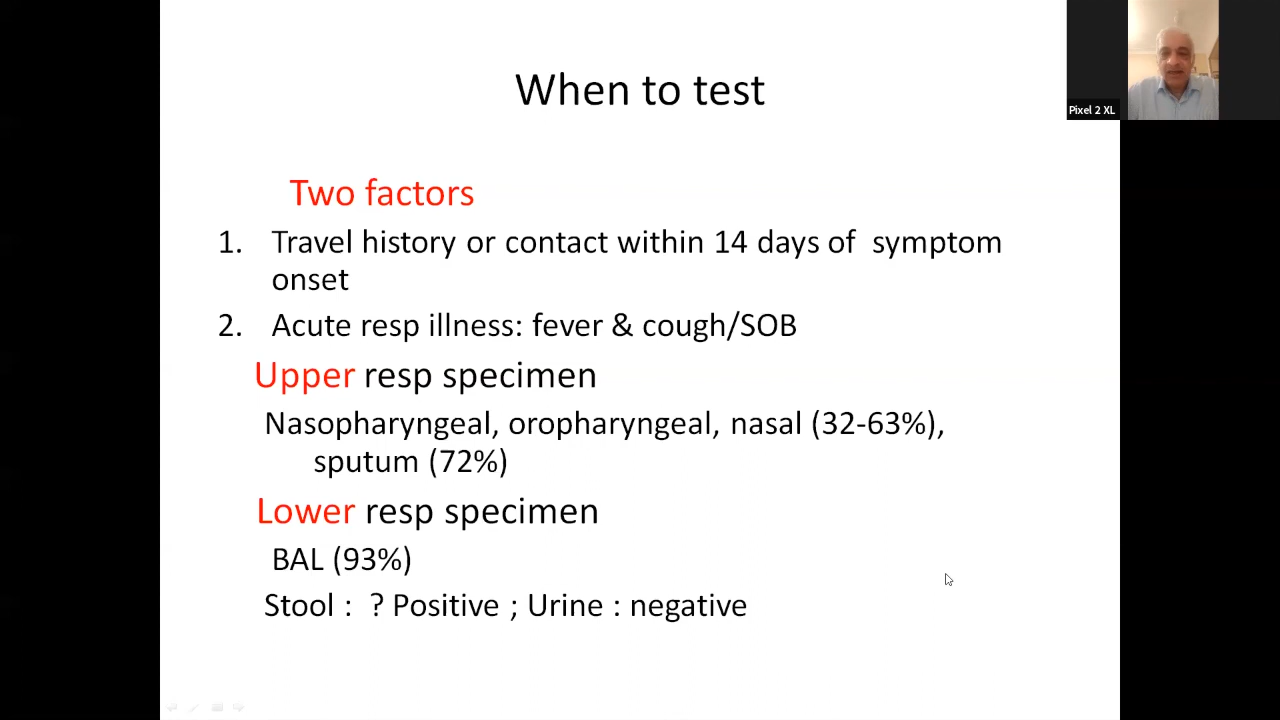 When to test
Pixel 2 XL
Two factors
1. Travel history or contact within 14 days of symptom
onset
2. Acute resp illness: fever & cough/SOB
Upper resp specimen
Nasopharyngeal, oropharyngeal, nasal (32-63%),
sputum (72%)
Lower resp specimen
BAL (93%)
Stool : ? Positive ; Urine : negative